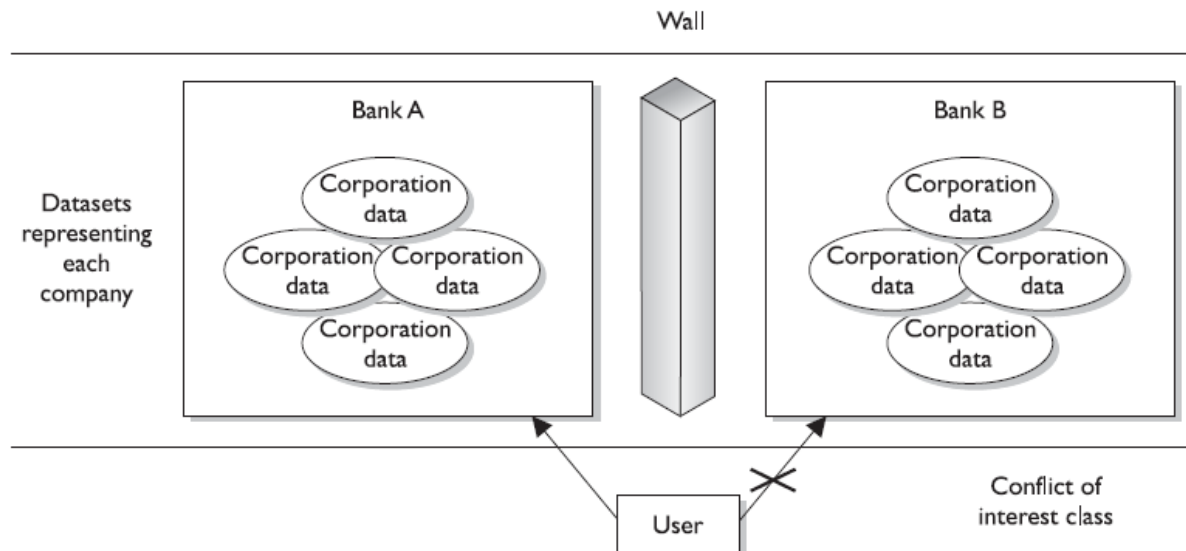 Wall
Datasets
representing
each
company
Bank A
Corporation
data
Corporation
data
Corporation
data
Corporation
data
Bank B
Corporation
data
Corporation
data
Corporation
data
Corporation
data
User
Conflict of
interest class